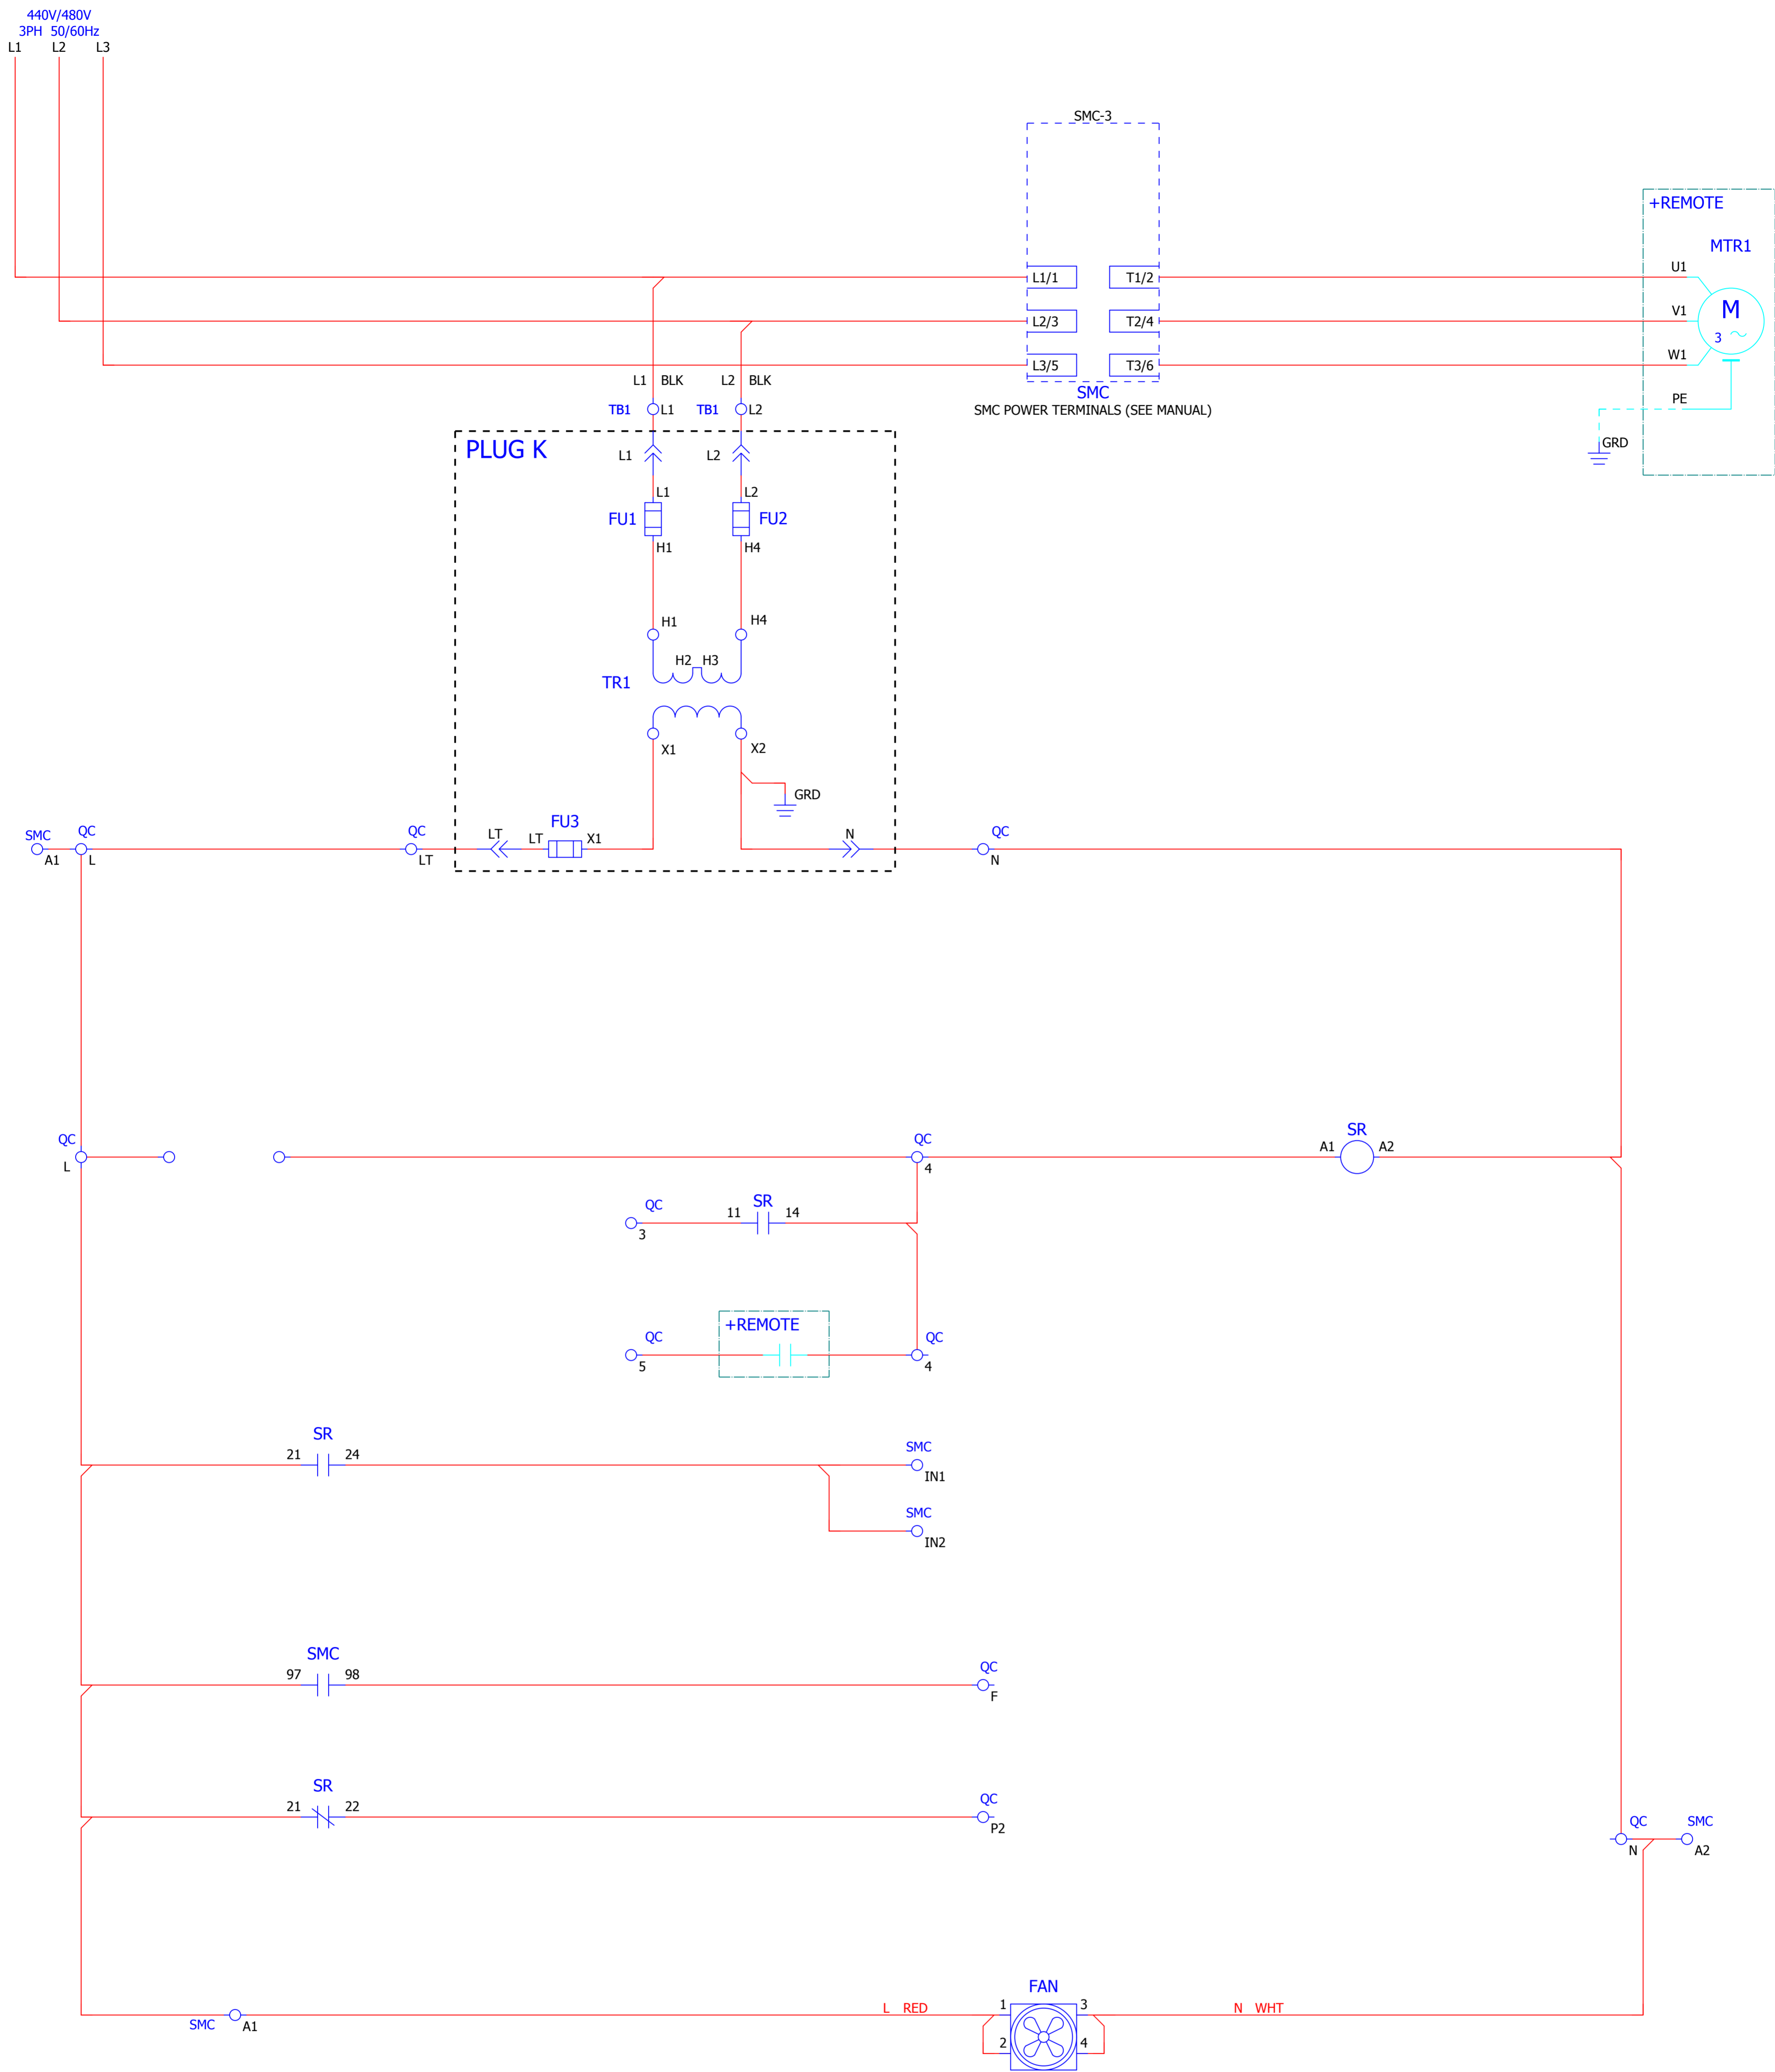 440V/480V
3PH 50/60Hz
L1 L2 L3
SMC-3
+REMOTE
MTR1
L1/1 T1/2 U1
L2/3 T2/4 V1
M
3
L3/5 T3/6 W1
L1 BLK L2 BLK
SMC
SMC POWER TERMINALS (SEE MANUAL)
PE
TB1 L1 TB1 L2
GRD
PLUG K
L1 L2
L1 L2
FU1 FU2
H1 H4
H1 H4
H2 H3
TR1
X1 X2
GRD
FU3
SMC QC QC LT LT X1 N QC
A1 L LT N
SR
QC QC A1 A2
L 4
SR
QC 11 14
3
+REMOTE
QC QC
5 4
SR
21 24 SMC
IN1
SMC
IN2
SMC
97 98 QC
F
SR
21 22 QC
P2
QC SMC
N A2
FAN
L RED 1 3 N WHT
SMC A1
2 4